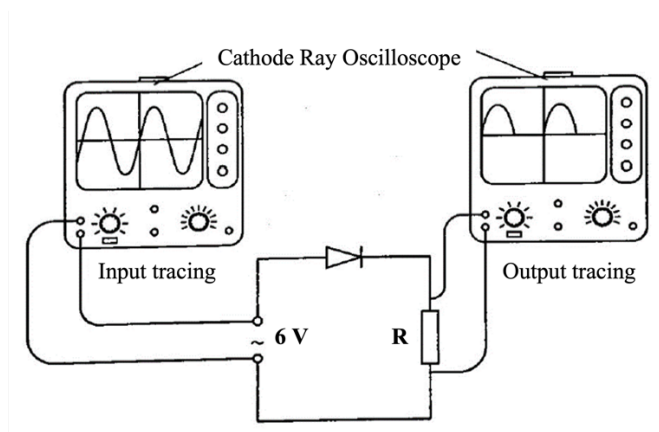 Cathode Ray Oscilloscope
Input tracing
Output tracing
~ 6 V
R